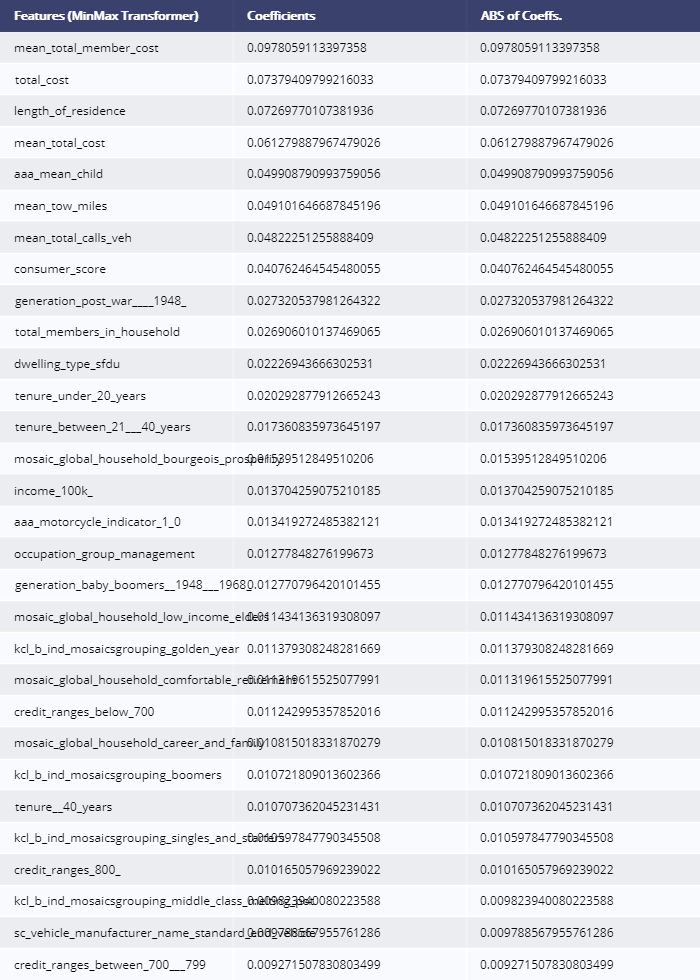 Features (MinMax Transformer) Coefficients ABS of Coeffs.
mean_total_member_cost 0.0978059113397358 0.0978059113397358
total_cost 0.07379409799216033 0.07379409799216033
length_of_residence 0.07269770107381936 0.07269770107381936
mean_total_cost 0.061279887967479026 0.061279887967479026
aaa_mean_child 0.049908790993759056 0.049908790993759056
mean_tow_miles 0.049101646687845196 0.049101646687845196
mean_total_calls_veh 0.04822251255888409 0.04822251255888409
consumer_score 0.040762464545480055 0.040762464545480055
generation_post_war____1948_ 0.027320537981264322 0.027320537981264322
total_members_in_household 0.026906010137469065 0.026906010137469065
dwelling_type_sfdu 0.02226943666302531 0.02226943666302531
tenure_under_20_years 0.020292877912665243 0.020292877912665243
tenure_between_21___40_years 0.017360835973645197 0.017360835973645197
mosaic_global_household_bourgeois_prosperity 0.01539512849510206 0.01539512849510206
income_100k_ 0.013704259075210185 0.013704259075210185
aaa_motorcycle_indicator_1_0 0.013419272485382121 0.013419272485382121
occupation_group_management 0.01277848276199673 0.01277848276199673
generation_baby_boomers__1948___1968_ 0.012770796420101455 0.012770796420101455
mosaic_global_household_low_income_elders 0.011434136319308097 0.011434136319308097
kcl_b_ind_mosaicsgrouping_golden_year 0.011379308248281669 0.011379308248281669
mosaic_global_household_comfortable_retirement 0.011319615525077991 0.011319615525077991
credit_ranges_below_700 0.011242995357852016 0.011242995357852016
mosaic_global_household_career_and_family 0.010815018331870279 0.010815018331870279
kcl_b_ind_mosaicsgrouping_boomers 0.010721809013602366 0.010721809013602366
tenure__40_years 0.010707362045231431 0.010707362045231431
kcl_b_ind_mosaicsgrouping_singles_and_starters 0.010597847790345508 0.010597847790345508
credit_ranges_800_ 0.010165057969239022 0.010165057969239022
kcl_b_ind_mosaicsgrouping_middle_class_melting_pot 0.009823940080223588 0.009823940080223588
sc_vehicle_manufacturer_name_standard_end_vehicle 0.009788567955761286 0.009788567955761286
credit_ranges_between_700___799 0.009271507830803499 0.009271507830803499